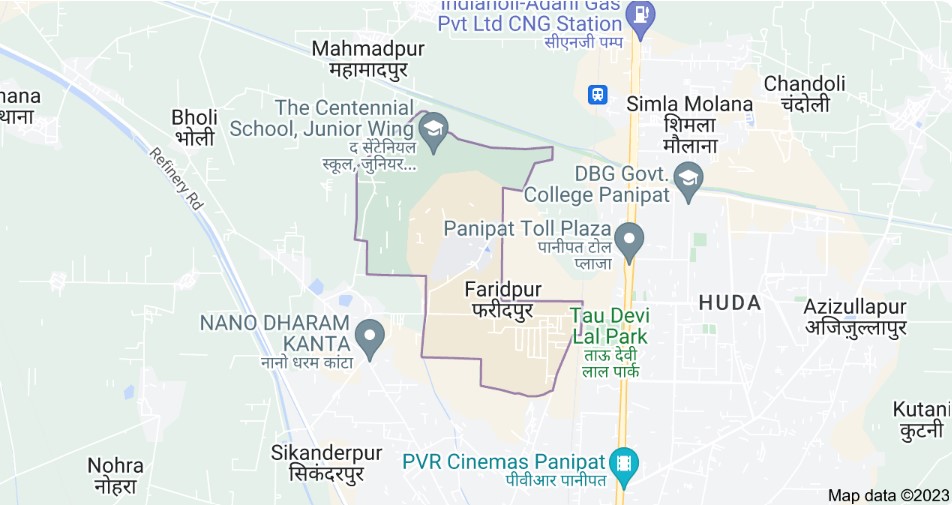 Indianoil-Adani Gas
Pvt Ltd CNG Station
सीएनजी पम्प
Mahmadpur
महामादपुर
Chandoli
चंदोली
Simla Molana
शिमला
मौलाना
The Centennial
School, Junior Wing
द सेंटेनियल
स्कूल, जुनियर...
Bholi
भोली
Refinery Rd
DBG Govt.
College Panipat
Panipat Toll Plaza
पानीपत टोल
प्लाजा
Faridpur
फरीदपुर
HUDA
Azizullapur
अजिज़ुल्लापुर
Tau Devi
Lal Park
ताऊ देवी
लाल पार्क
NANO DHARAM
KANTA
नानो धरम कांटा
Kutani
कुटनी
Sikanderpur
सिकंदरपुर
PVR Cinemas Panipat
पीवीआर पानीपत
Nohra
नोहरा
Map data ©2023